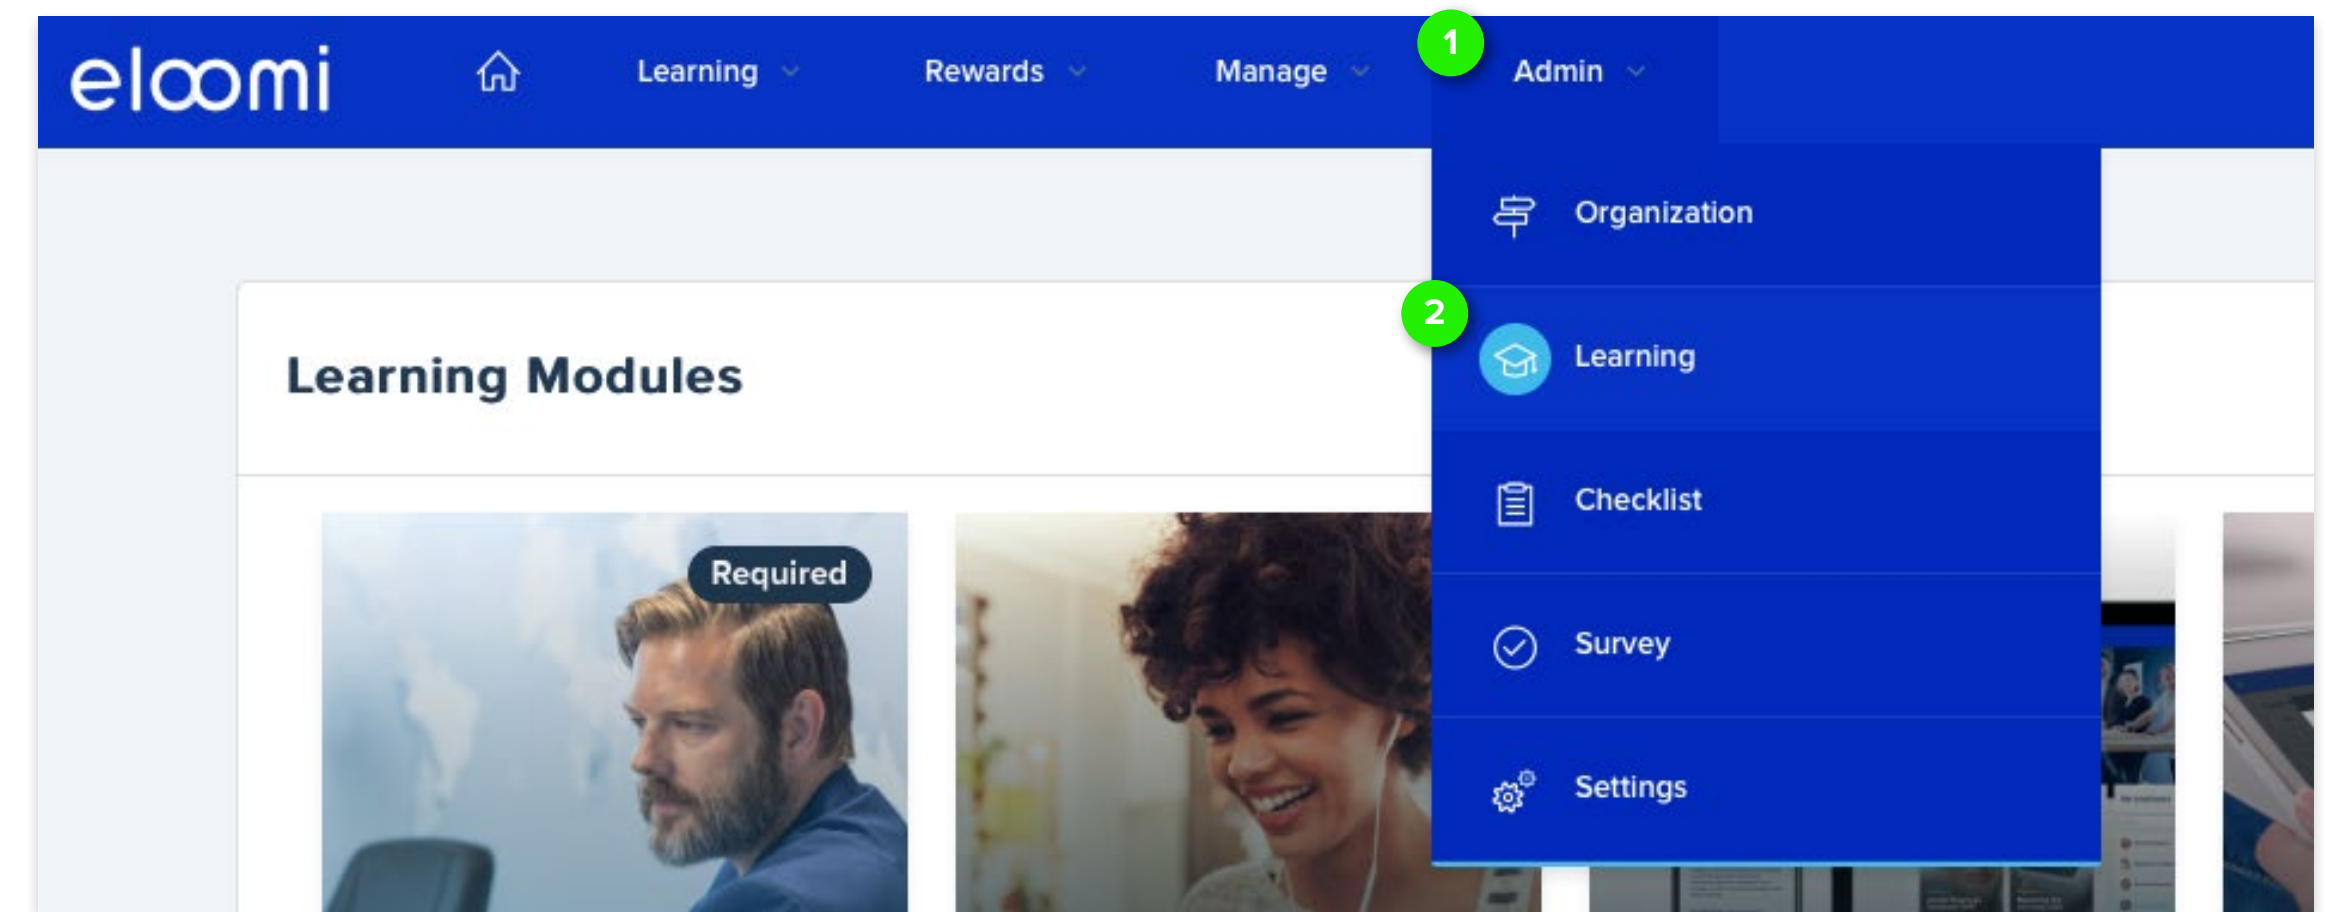 eloomi
Learning
Rewards
Manage
1
Admin
Organization
2
Learning
Learning Modules
Checklist
Required
Survey
Settings